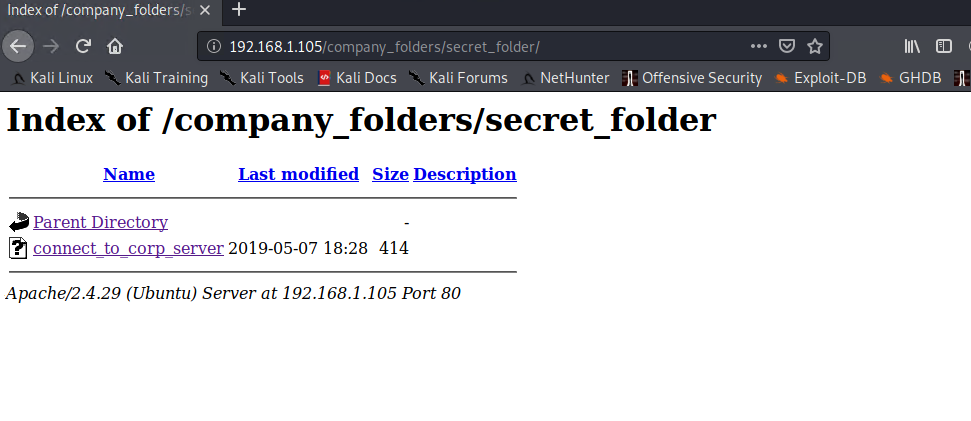 Index of /company_folders/s
192.168.1.105/company_folders/secret_folder/
Kali Linux Kali Training Kali Tools Kali Docs Kali Forums NetHunter Offensive Security Exploit-DB GHDB
Index of /company_folders/secret_folder
Name Last modified Size Description
Parent Directory -
connect_to_corp_server 2019-05-07 18:28 414
Apache/2.4.29 (Ubuntu) Server at 192.168.1.105 Port 80